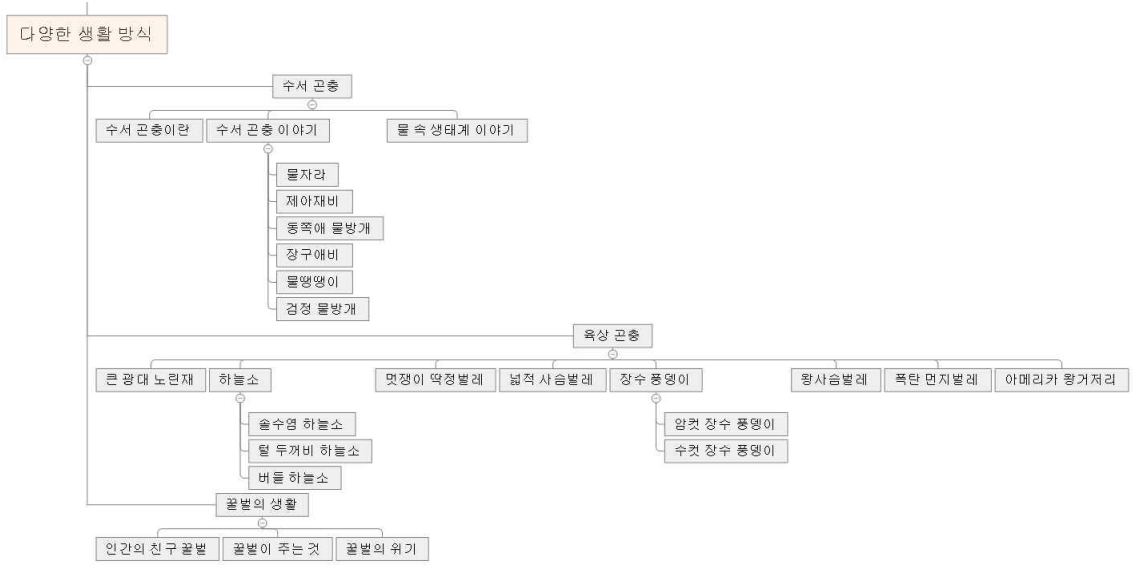 다양한 생활 방식
수서 곤충
수서 곤충이란
수서 곤충 이야기
물 속 생태계 이야기
물자라
제아재비
동쪽애 물방개
장구애비
물땡땡이
검정 물방개
육상 곤충
큰 광대 노린재
하늘소
멋쟁이 딱정벌레
넓적 사슴벌레
장수 풍뎅이
왕사슴벌레
폭탄 먼지벌레
아메리카 왕거저리
솔수염 하늘소
털 두꺼비 하늘소
버들 하늘소
암컷 장수 풍뎅이
수컷 장수 풍뎅이
꿀벌의 생활
인간의 친구 꿀벌
꿀벌이 주는 것
꿀벌의 위기